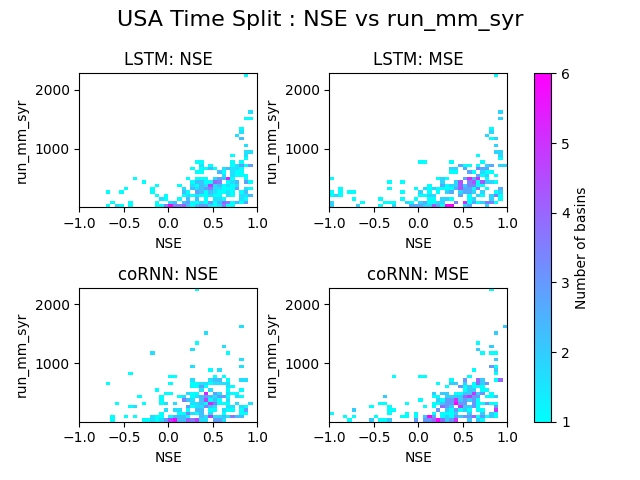 USA Time Split : NSE vs run_mm_syr
LSTM: NSE
LSTM: MSE
run_mm_syr
2000
1000
−1.0 −0.5 0.0 0.5 1.0
NSE
run_mm_syr
2000
1000
−1.0 −0.5 0.0 0.5 1.0
NSE
coRNN: NSE
coRNN: MSE
run_mm_syr
2000
1000
−1.0 −0.5 0.0 0.5 1.0
NSE
run_mm_syr
2000
1000
−1.0 −0.5 0.0 0.5 1.0
NSE
6
5
4
3
2
1
Number of basins